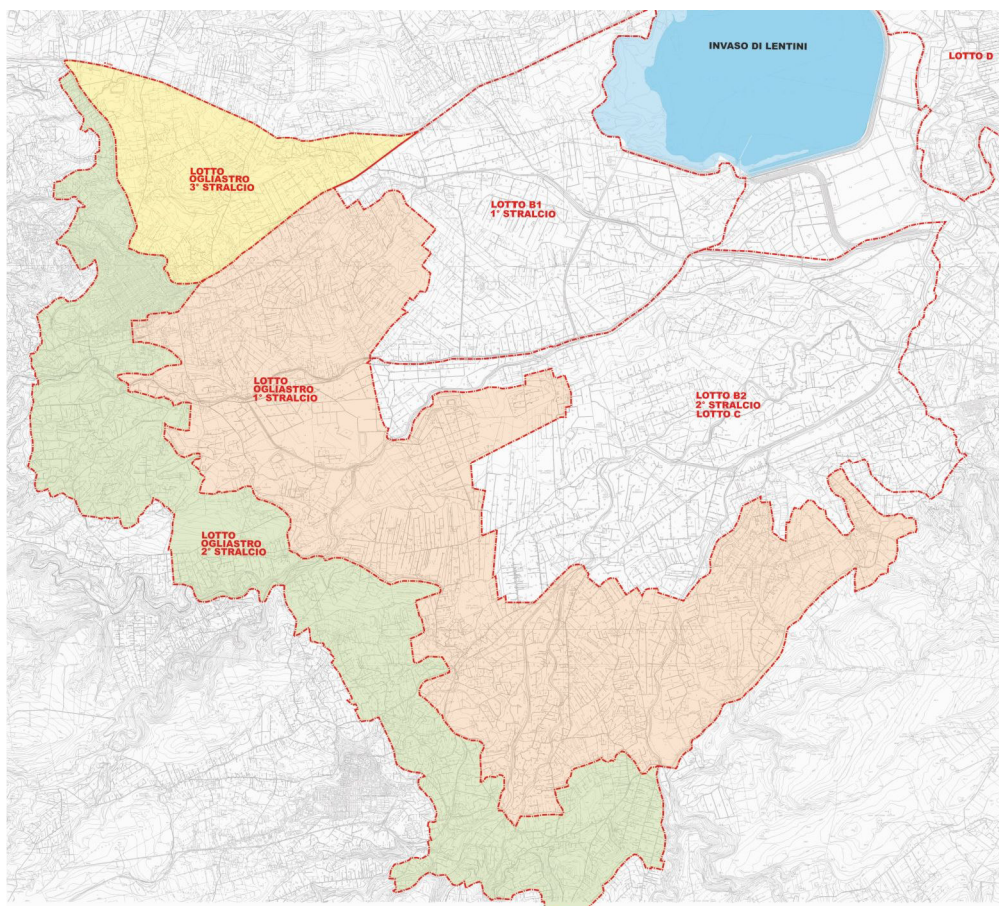 INVASO DI LENTINI
LOTTO D
LOTTO
OGLIASTRO
3° STRALCIO
LOTTO B1
1° STRALCIO
LOTTO
OGLIASTRO
1° STRALCIO
LOTTO B2
2° STRALCIO
LOTTO C
LOTTO
OGLIASTRO
2° STRALCIO